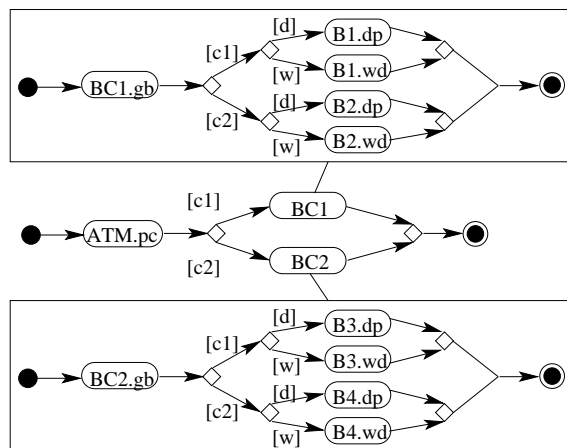 [d]
B1.dp
[c1]
[w]
B1.wd
BC1.gb
[d]
B2.dp
[c2]
[w]
B2.wd
[c1]
BC1
ATM.pc
[c2]
BC2
[d]
B3.dp
[c1]
[w]
B3.wd
BC2.gb
[d]
B4.dp
[c2]
[w]
B4.wd